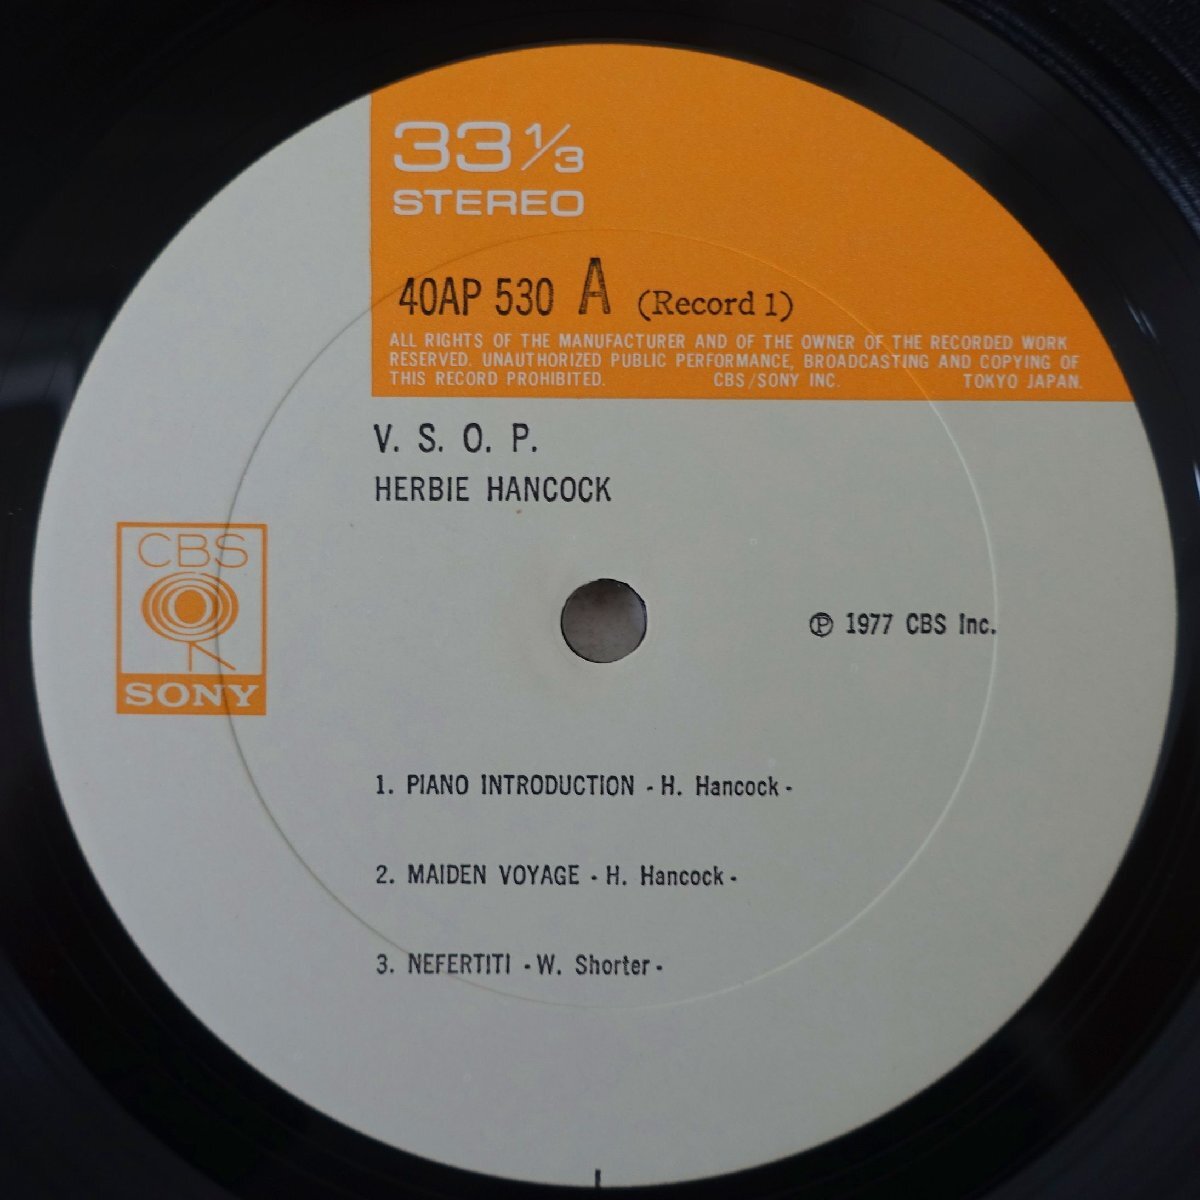 33 1/3
STEREO
40AP 530 A (Record 1)
ALL RIGHTS OF THE MANUFACTURER AND OF THE OWNER OF THE RECORDED WORK
RESERVED. UNAUTHORIZED PUBLIC PERFORMANCE, BROADCASTING AND COPYING OF
THIS RECORD PROHIBITED. CBS/SONY INC. TOKYO JAPAN.
V. S. O. P.
HERBIE HANCOCK
CBS
SONY
℗ 1977 CBS Inc.
1. PIANO INTRODUCTION - H. Hancock -
2. MAIDEN VOYAGE - H. Hancock -
3. NEFERTITI - W. Shorter -